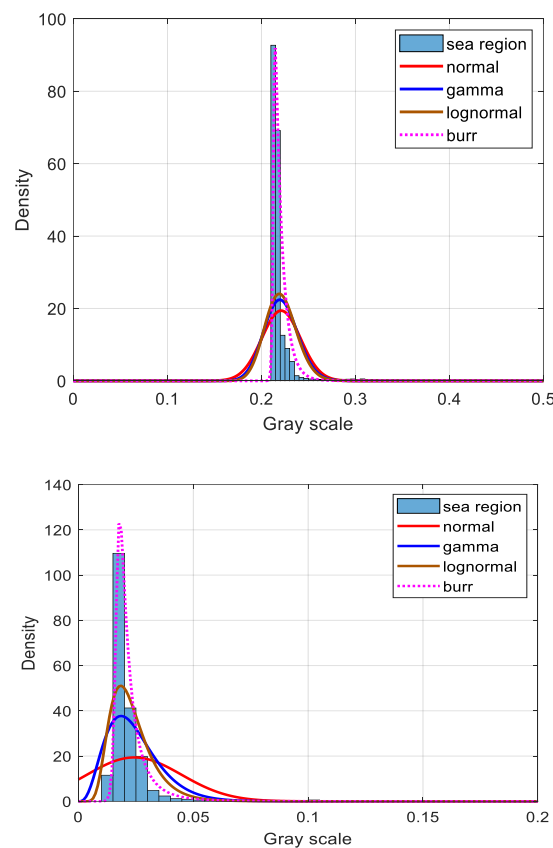 100
80
60
40
20
0
Density
sea region
normal
gamma
lognormal
burr
0 0.1 0.2 0.3 0.4 0.5
Gray scale
140
120
100
80
60
40
20
0
Density
sea region
normal
gamma
lognormal
burr
0 0.05 0.1 0.15 0.2
Gray scale